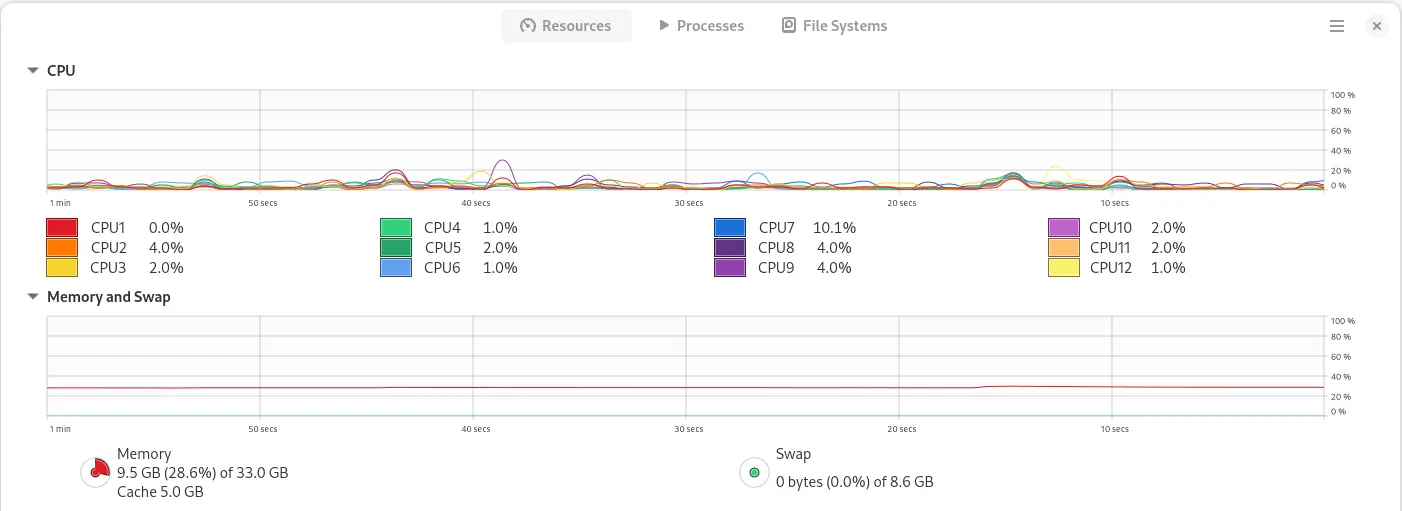 Resources Processes File Systems
CPU
100 %
80 %
60 %
40 %
20 %
0 %
1 min 50 secs 40 secs 30 secs 20 secs 10 secs
CPU1 0.0% CPU4 1.0% CPU7 10.1% CPU10 2.0%
CPU2 4.0% CPU5 2.0% CPU8 4.0% CPU11 2.0%
CPU3 2.0% CPU6 1.0% CPU9 4.0% CPU12 1.0%
Memory and Swap
100 %
80 %
60 %
40 %
20 %
0 %
1 min 50 secs 40 secs 30 secs 20 secs 10 secs
Memory
9.5 GB (28.6%) of 33.0 GB
Cache 5.0 GB
Swap
0 bytes (0.0%) of 8.6 GB